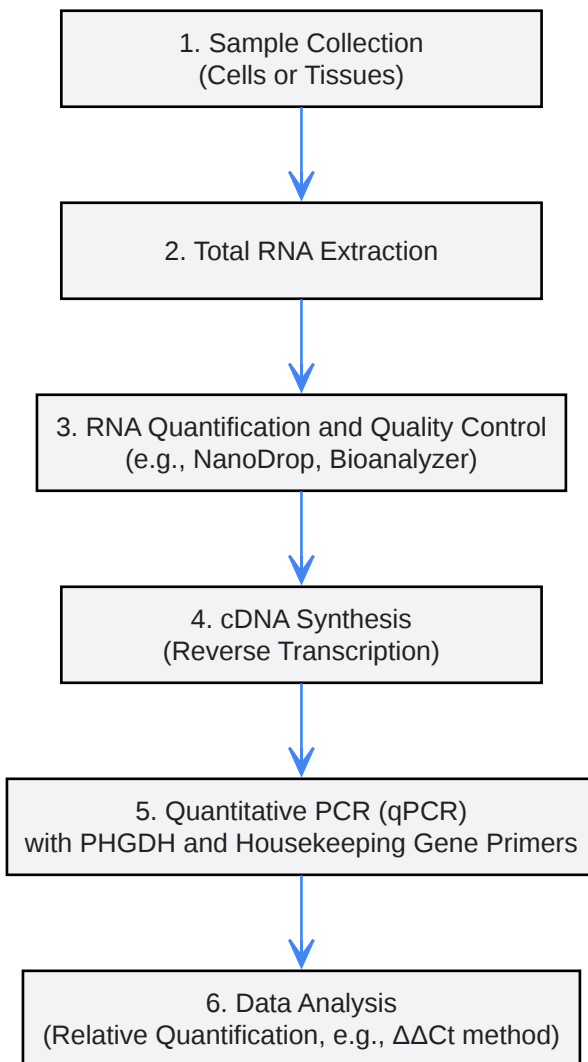 1. Sample Collection
(Cells or Tissues)
2. Total RNA Extraction
3. RNA Quantification and Quality Control
(e.g., NanoDrop, Bioanalyzer)
4. cDNA Synthesis
(Reverse Transcription)
5. Quantitative PCR (qPCR)
with PHGDH and Housekeeping Gene Primers
6. Data Analysis
(Relative Quantification, e.g., ΔΔCt method)